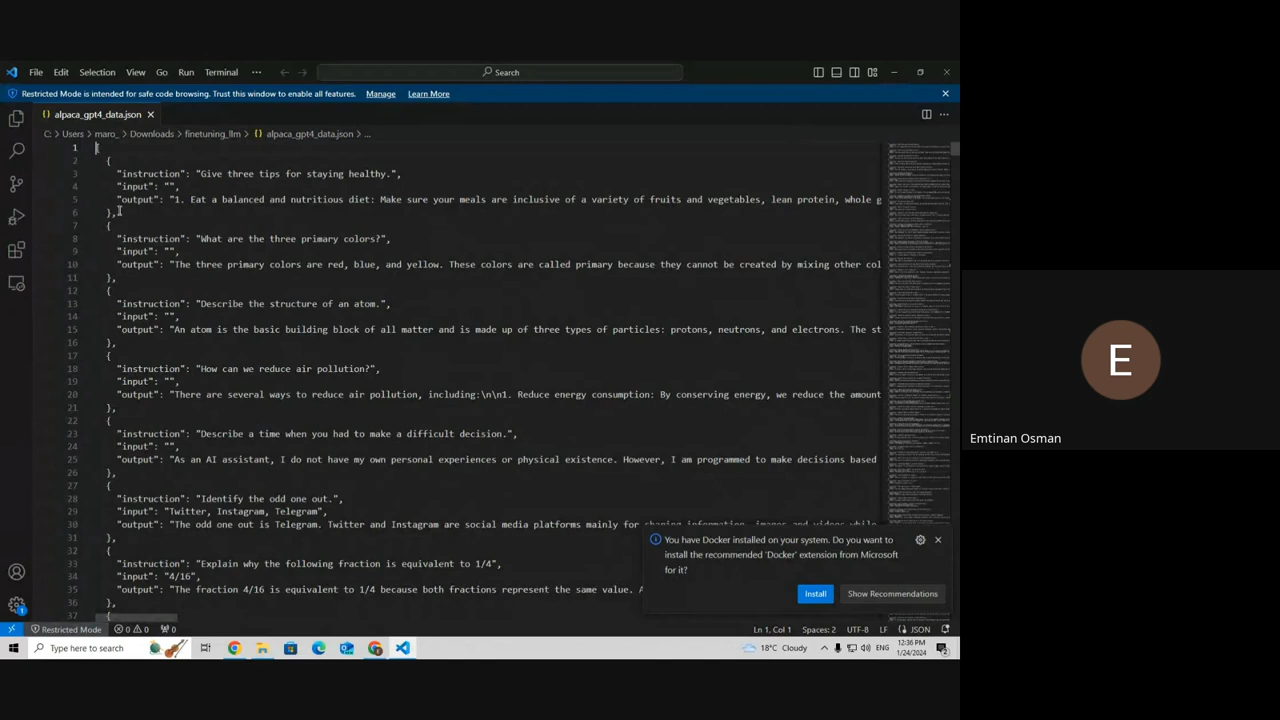 File Edit Selection View Run Terminal ··· Search
Restricted Mode is intended for safe code browsing. Trust this window to enable all features. Manage Learn More
{} alpaca_gpt4_data.json
C: > Users > maro_ > Downloads > finetuning_llm > {} alpaca_gpt4_data.json > ...
1 [
2 {
3 "instruction": three tips for staying healthy.",
4 "input": "",
5 "output": "1. Eat a balanced and nutritious diet: Make sure your meals are inclusive of a variety of fruits and vegetables, lean protein, whole g
6 },
7 {
8 "instruction": "What are the three primary colors?",
9 "input": "",
10 "output": "The primary colors are red, blue, and yellow. These colors are called primary because they cannot be created by mixing other col
11 },
12 {
13 "instruction": "Describe the structure of an atom.",
14 "input": "",
15 "output": "An atom is the basic building block of all matter and is made up of three types of particles: protons, neutrons, and electrons. The st
16 },
17 {
18 "instruction": we reduce air pollution?",
19 "input": "",
20 "output": "There are several ways to reduce air pollution, including: Reduce energy consumption: By conserving energy, we reduce the amount
21 },
22 {
23 "instruction": a time when you had to make a difficult decision.",
24 "input": "",
25 "output": "As an assistant, I do not have any personal experiences or physical existence. However, I am programmed to make decisions based
26 },
27 {
28 "instruction": "Identify the odd one out.",
29 "input": "Twitter, Instagram, Telegram",
30 "output": "The odd one out is Telegram. Twitter and Instagram are social media platforms mainly for sharing information, images and videos while
31 },
32 {
33 "instruction": "Explain why the following fraction is equivalent to 1/4",
34 "input": "4/16",
35 "output": "The fraction 4/16 is equivalent to 1/4 because both fractions represent the same value. A
36 },
37 {
You have Docker installed on your system. Do you want to
install the recommended 'Docker' extension from Microsoft
for it?
Install Show Recommendations
Restricted Mode 0 0 0 Ln 1, Col 1 Spaces: 2 UTF-8 LF {} JSON
Type here to search 18°C Cloudy ENG 12:36 PM
1/24/2024
E
Emtinan Osman